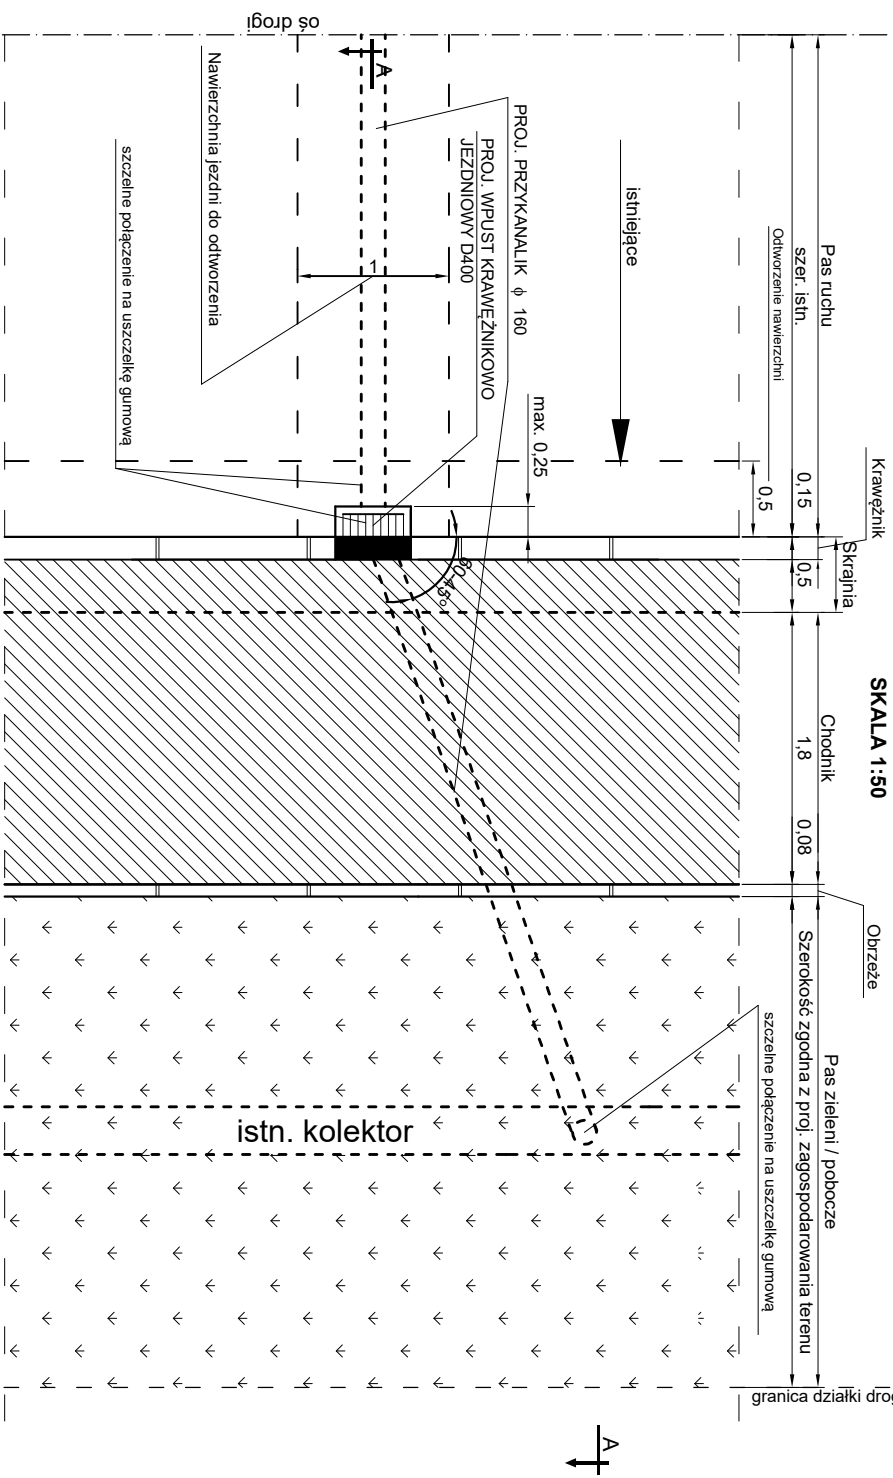 SKALA 1:50
oś drogi
Pas ruchu
szer. istn.
Odtworzenie nawierzchni
Krawężnik
0,15
0,5
Skrajnia
0,5
Chodnik
1,8
0,08
Obrzeże
Pas zieleni / pobocze
Szerokość zgodna z proj. zagospodarowania terenu
istniejące
max. 0,25
PROJ. PRZYKANALIK ϕ 160
PROJ. WPUST KRAWĘŻNIKOWO
JEZDNIOWY D400
60-45°
1
Nawierzchnia jezdni do odtworzenia
szczelne połączenie na uszczelkę gumową
szczelne połączenie na uszczelkę gumową
istn. kolektor
granica działki
A
A